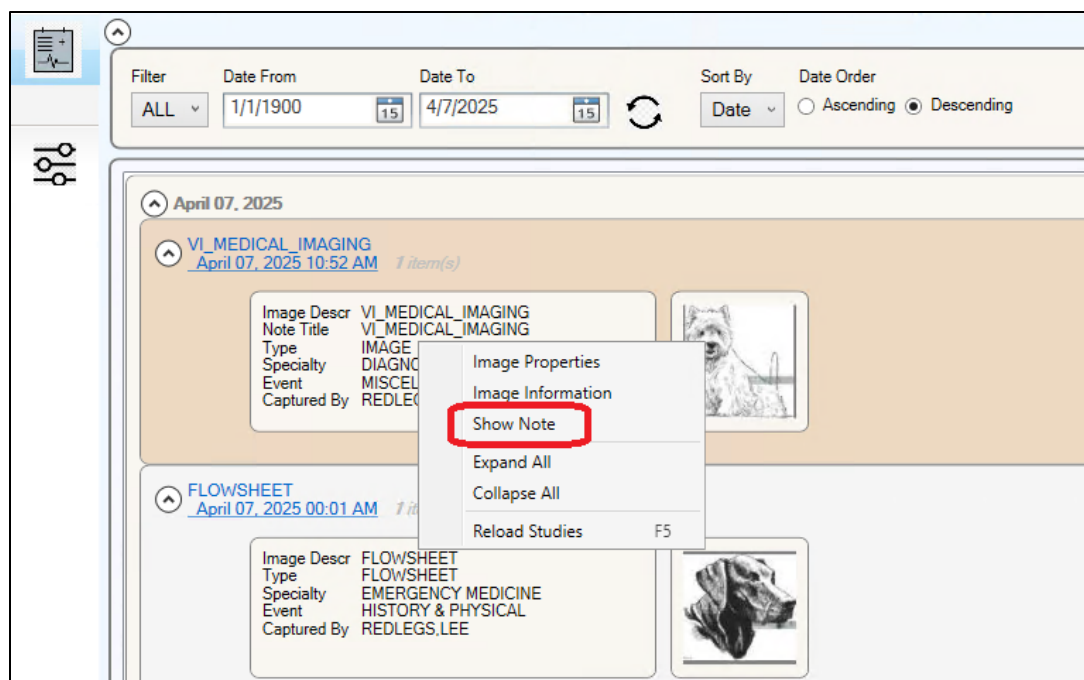 Filter Date From Date To Sort By Date Order
ALL 1/1/1900 15 4/7/2025 15 Date Ascending Descending
April 07, 2025
VI_MEDICAL_IMAGING
April 07, 2025 10:52 AM 1 item(s)
Image Descr VI_MEDICAL_IMAGING
Note Title VI_MEDICAL_IMAGING
Type IMAGE
Specialty
Event
Captured By
Image Properties
Image Information
Show Note
Expand All
Collapse All
Reload Studies F5
FLOWSHEET
April 07, 2025 00:01 AM 1
Image Descr FLOWSHEET
Type FLOWSHEET
Specialty EMERGENCY MEDICINE
Event HISTORY & PHYSICAL
Captured By REDLEGS,LEE